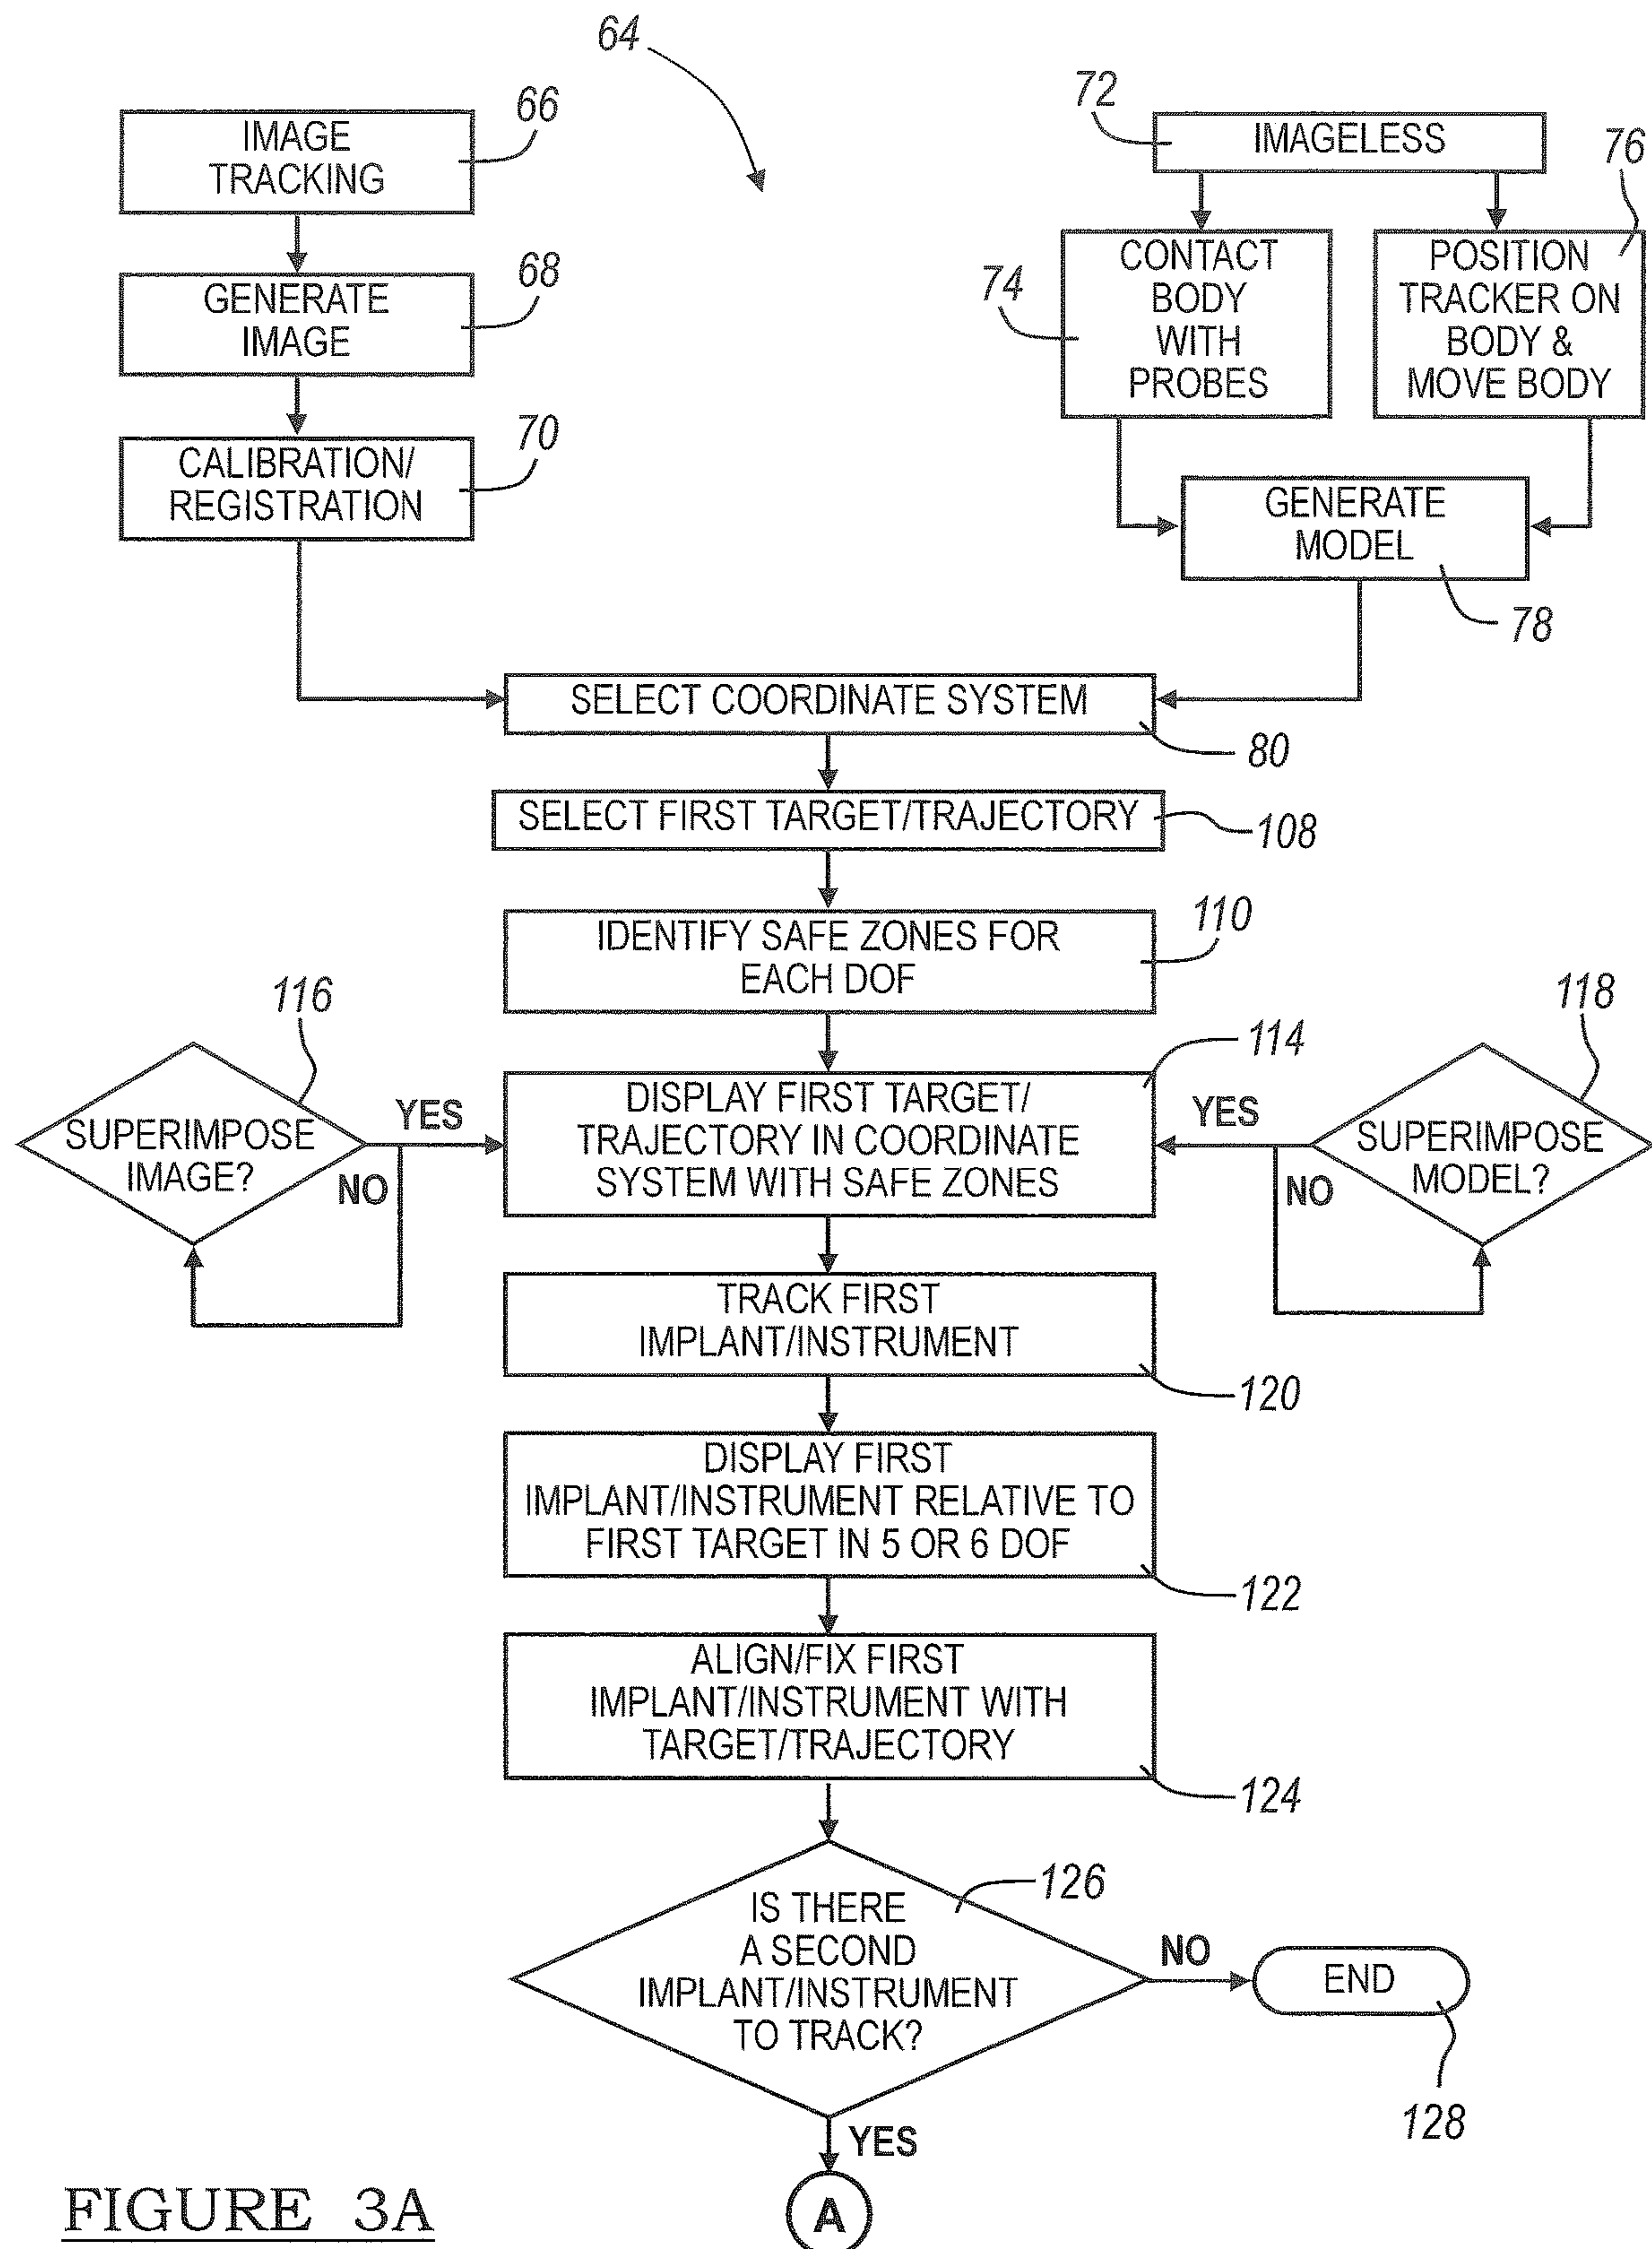 64
66
IMAGE
TRACKING
68
GENERATE
IMAGE
70
CALIBRATION/
REGISTRATION
72
IMAGELESS
76
74
CONTACT
BODY
WITH
PROBES
POSITION
TRACKER ON
BODY &
MOVE BODY
GENERATE
MODEL
78
SELECT COORDINATE SYSTEM
80
SELECT FIRST TARGET/TRAJECTORY
108
IDENTIFY SAFE ZONES FOR
EACH DOF
110
116
SUPERIMPOSE
IMAGE?
YES
NO
114
DISPLAY FIRST TARGET/
TRAJECTORY IN COORDINATE
SYSTEM WITH SAFE ZONES
118
YES
NO
SUPERIMPOSE
MODEL?
TRACK FIRST
IMPLANT/INSTRUMENT
120
DISPLAY FIRST
IMPLANT/INSTRUMENT RELATIVE TO
FIRST TARGET IN 5 OR 6 DOF
122
ALIGN/FIX FIRST
IMPLANT/INSTRUMENT WITH
TARGET/TRAJECTORY
124
126
IS THERE
A SECOND
IMPLANT/INSTRUMENT
TO TRACK?
NO
END
128
YES
A
FIGURE 3A